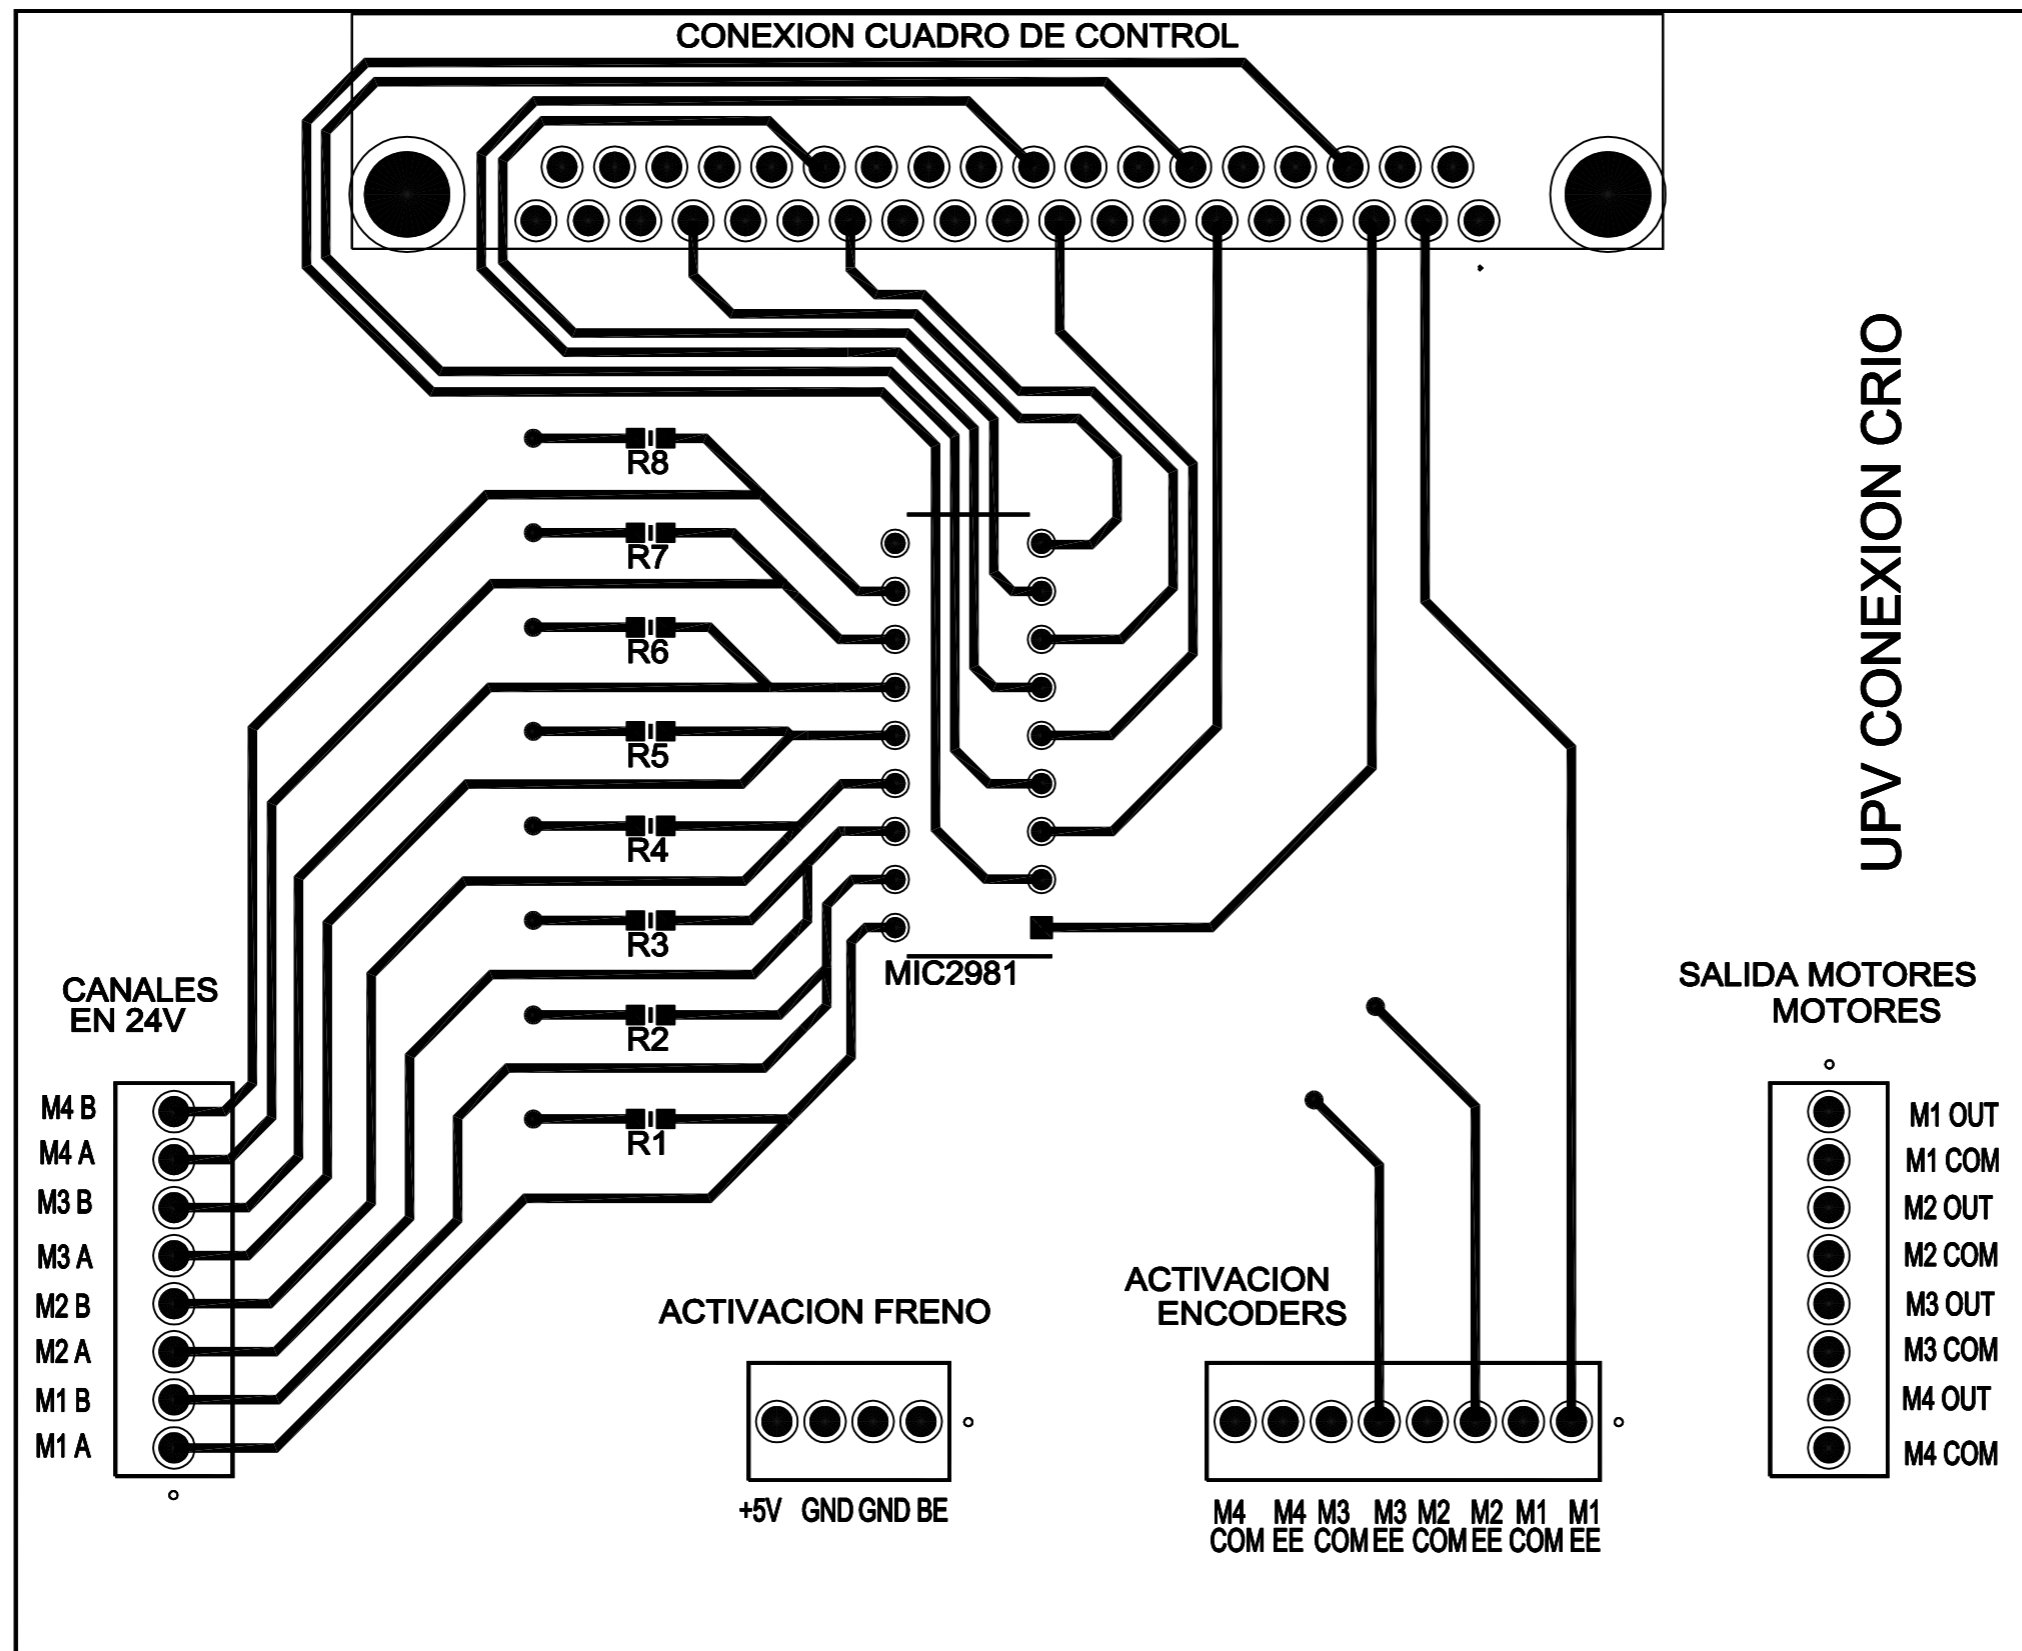 CONEXION CUADRO DE CONTROL
UPV CONEXION CRIO
R8
R7
R6
R5
R4
R3
R2
R1
MIC2981
CANALES
EN 24V
M4 B
M4 A
M3 B
M3 A
M2 B
M2 A
M1 B
M1 A
ACTIVACION FRENO
+5V GND GND BE
ACTIVACION
ENCODERS
M4 M4 M3 M3 M2 M2 M1 M1
COM EE COM EE COM EE COM EE
SALIDA MOTORES
MOTORES
M1 OUT
M1 COM
M2 OUT
M2 COM
M3 OUT
M3 COM
M4 OUT
M4 COM